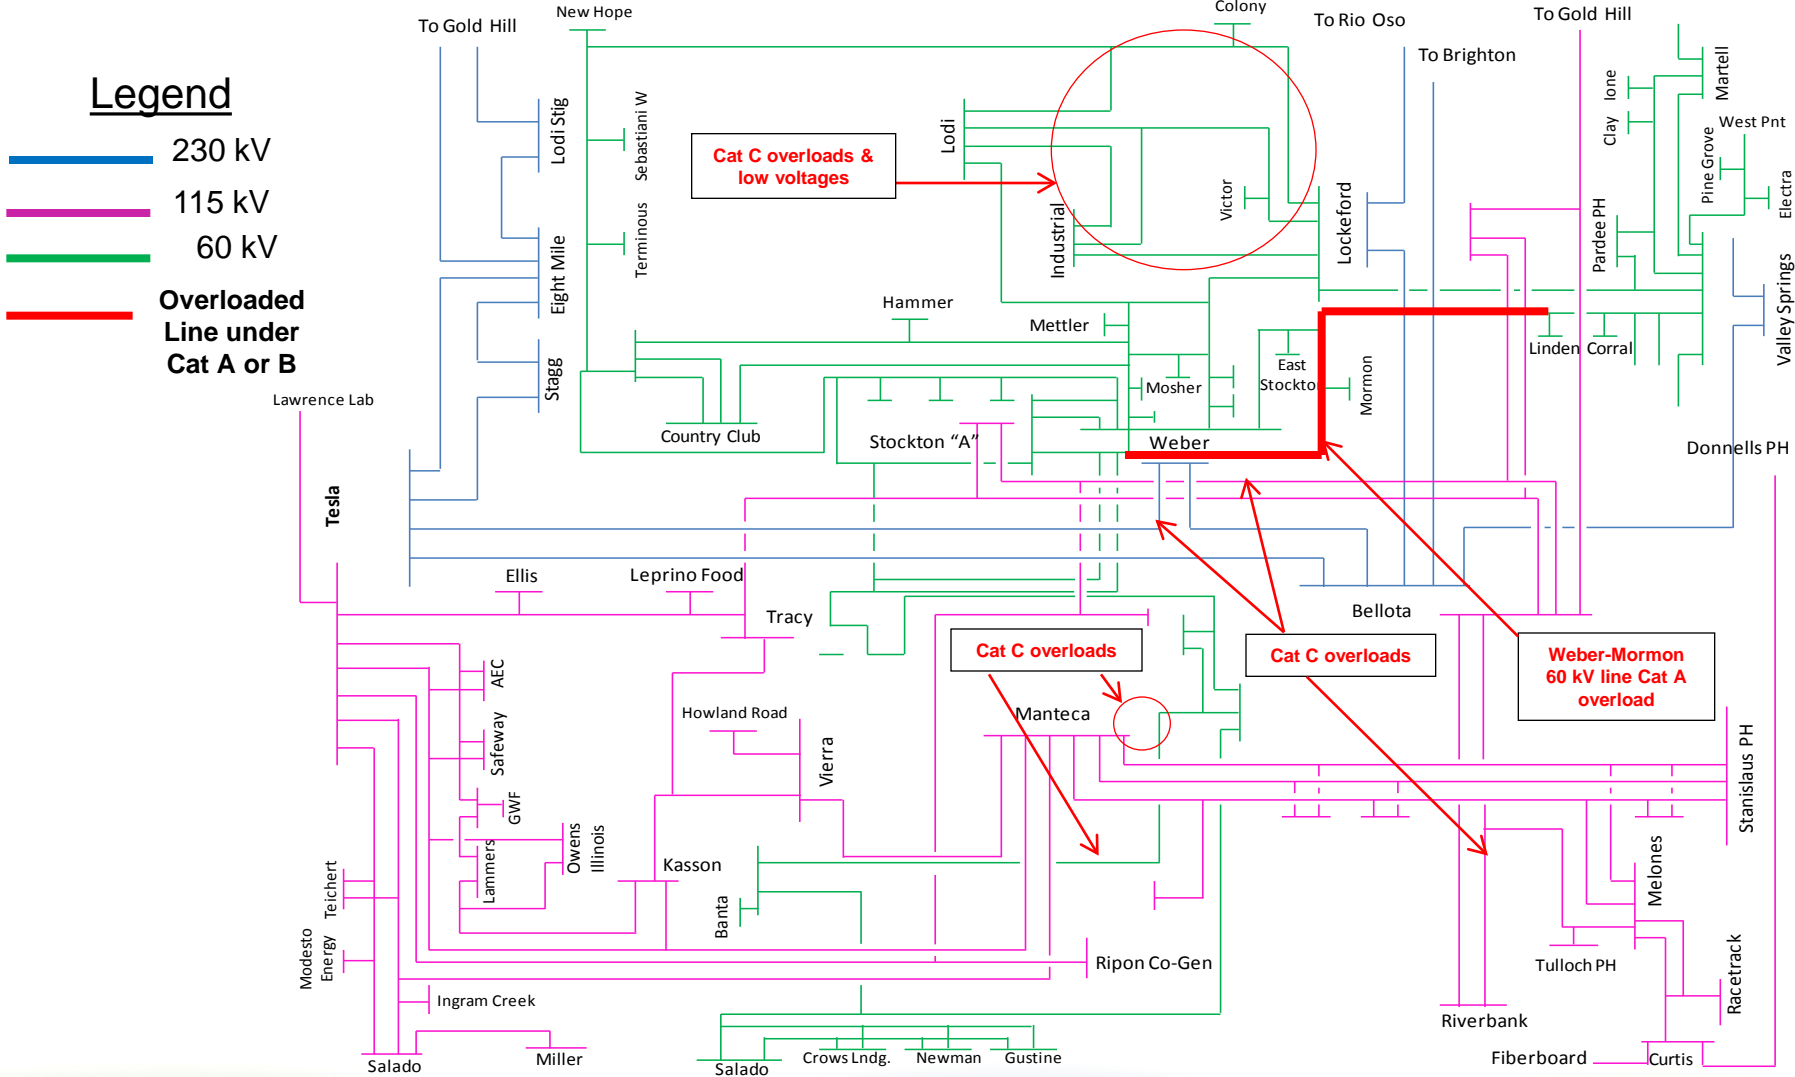 New Hope
Colony
To Gold Hill
To Rio Oso
To Gold Hill
To Brighton
Legend
230 kV
115 kV
60 kV
Overloaded
Line under
Cat A or B
Lodi Stig
Sebastiani W
Lodi
Cat C overloads &
low voltages
Victor
Industrial
Lockeford
Ione
Clay
Martell
West Pnt
Pine Grove
Electra
Pardee PH
Valley Springs
Terminous
Eight Mile
Hammer
Mettler
Stagg
Mosher
East
Stockton
Mormon
Linden
Corral
Lawrence Lab
Country Club
Stockton "A"
Weber
Donnells PH
Tesla
Ellis
Leprino Food
Tracy
Bellota
Cat C overloads
Cat C overloads
Weber-Mormon
60 kV line Cat A
overload
AEC
Howland Road
Manteca
Safeway
Vierra
Stanislaus PH
GWF
Owens
Illinois
Lammers
Kasson
Melones
Teichert
Banta
Modesto
Energy
Ripon Co-Gen
Tulloch PH
Racetrack
Ingram Creek
Riverbank
Salado
Miller
Salado
Crows Lndg.
Newman
Gustine
Fiberboard
Curtis